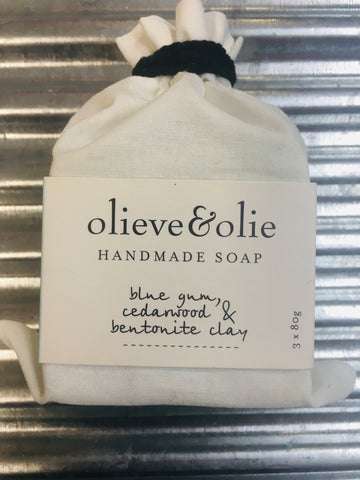 olieve&olie
HANDMADE SOAP
blue gum,
cedarwood &
bentonite clay
3 x 80g